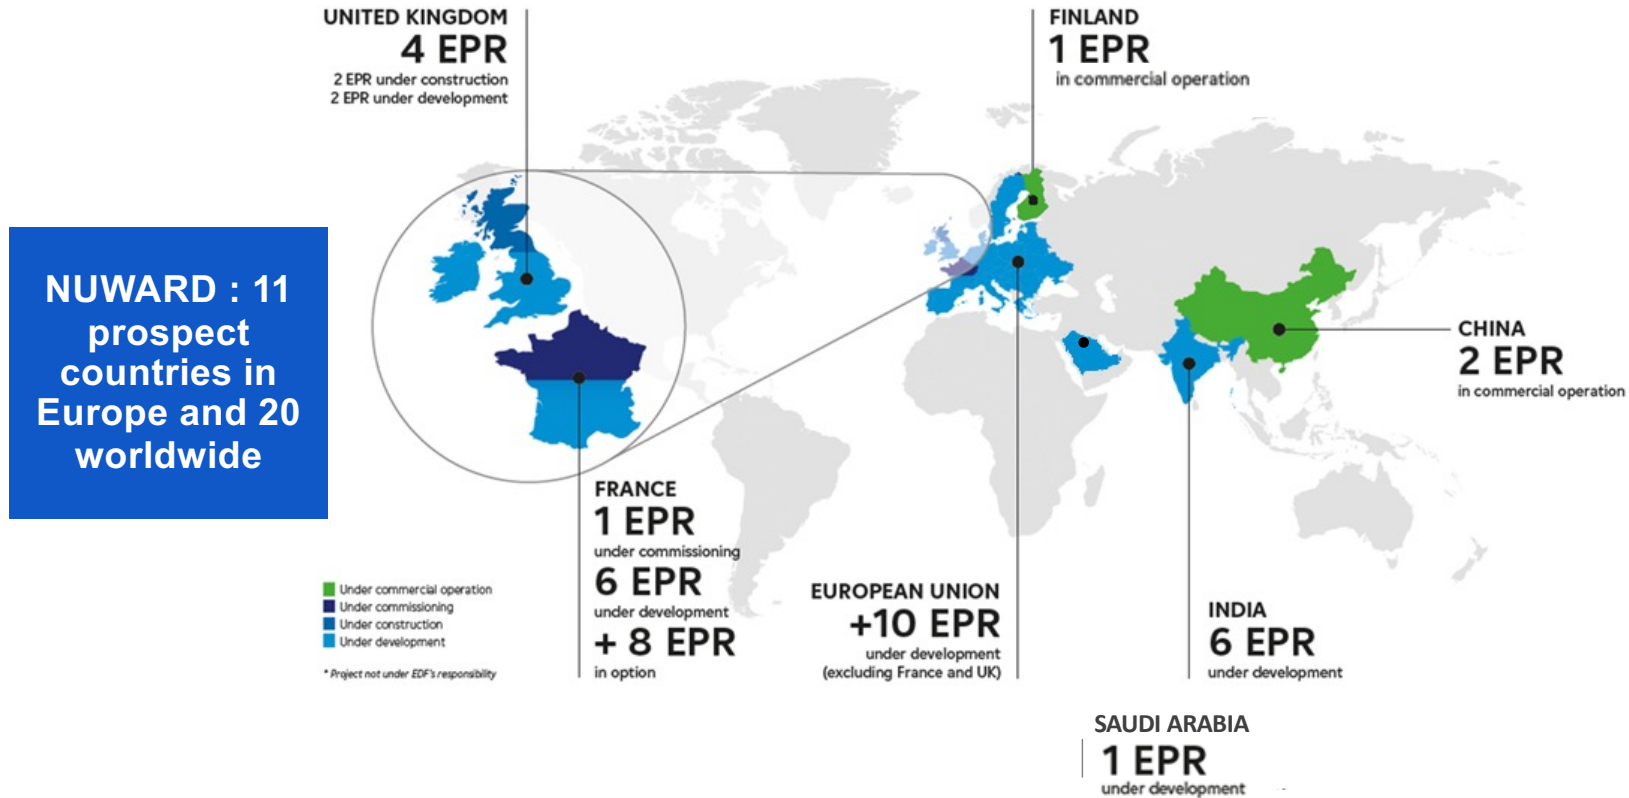 UNITED KINGDOM
4 EPR
2 EPR under construction
2 EPR under development
FINLAND
1 EPR
in commercial operation
NUWARD : 11
prospect
countries in
Europe and 20
worldwide
CHINA
2 EPR
in commercial operation
FRANCE
1 EPR
under commissioning
6 EPR
under development
+ 8 EPR
in option
EUROPEAN UNION
+10 EPR
under development
(excluding France and UK)
INDIA
6 EPR
under development
Under commercial operation
Under commissioning
Under construction
Under development
* Project not under EDF's responsibility
SAUDI ARABIA
1 EPR
under development